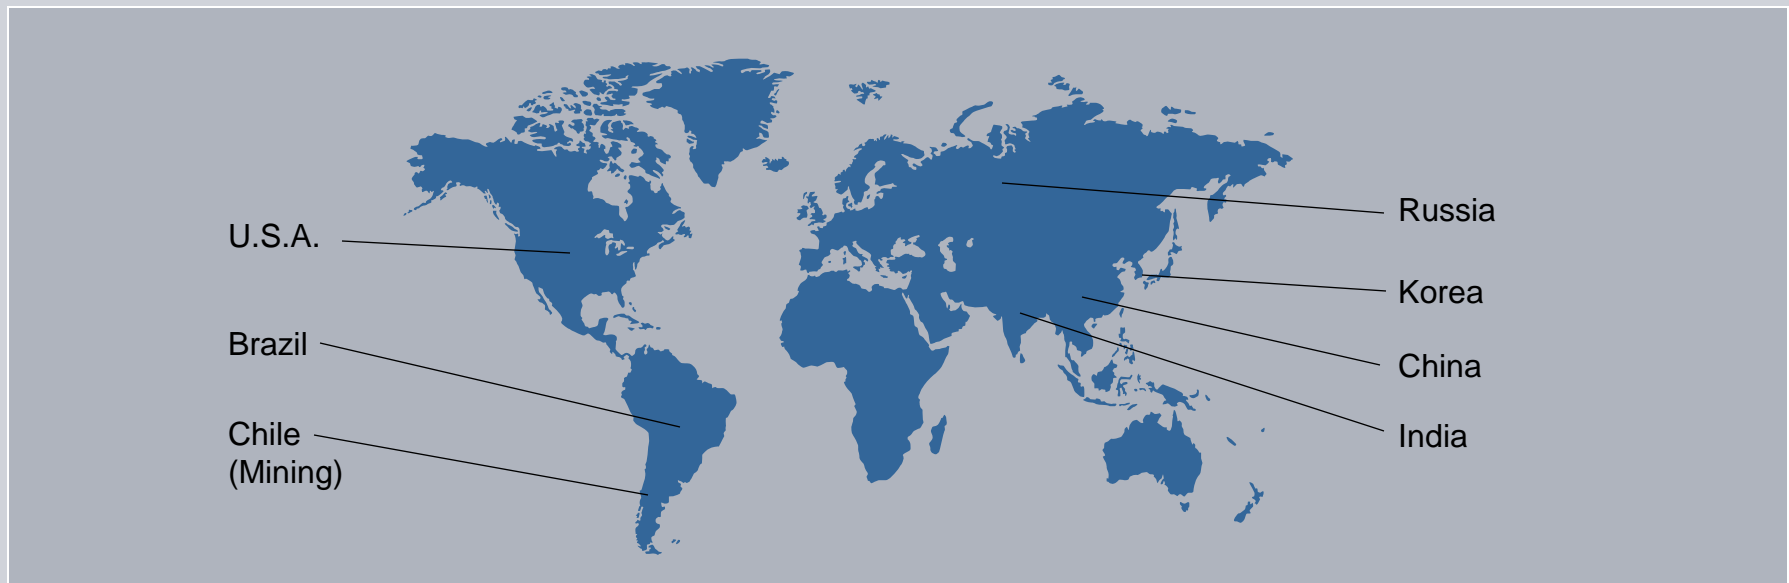 U.S.A.
Brazil
Chile
(Mining)
Russia
Korea
China
India